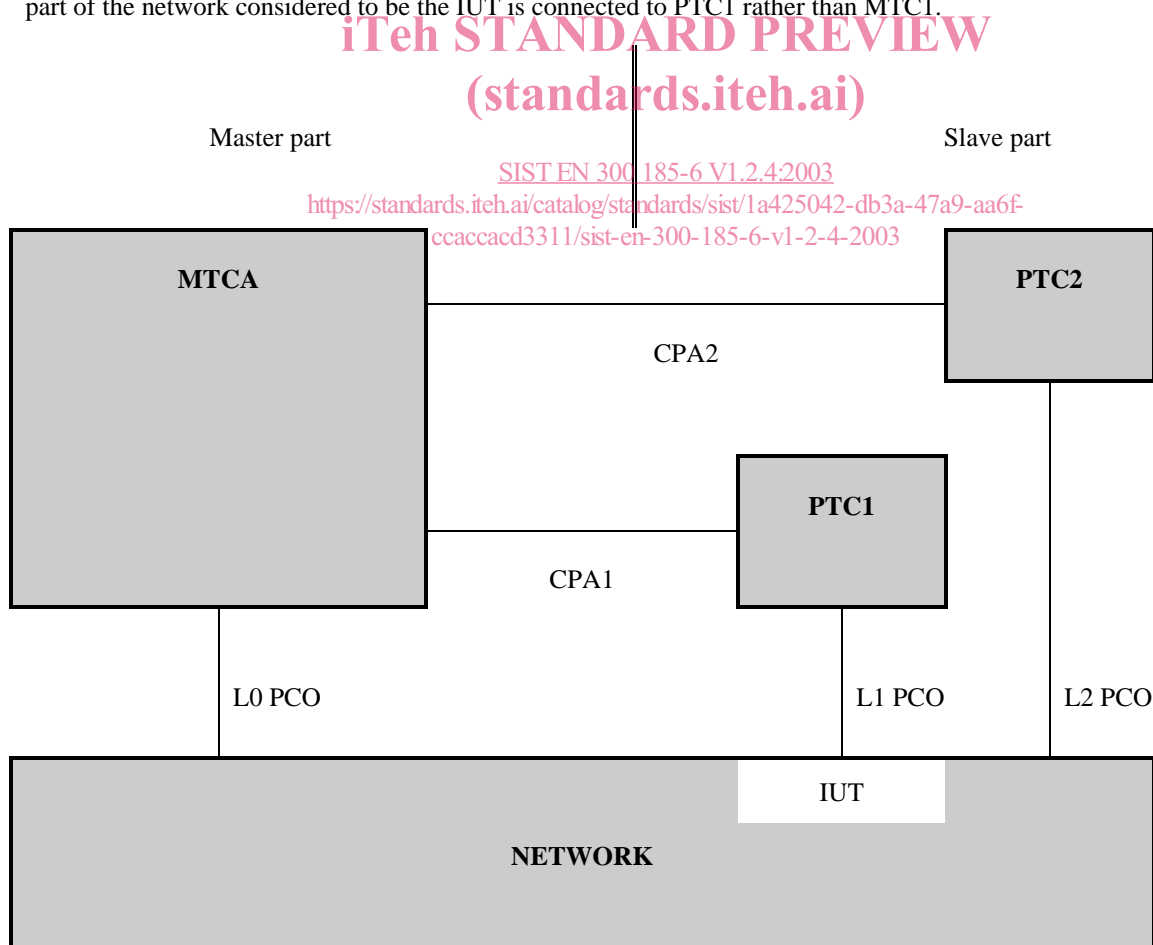 part of the network considered to be the IUT is connected to PTC1 rather than MTC1.
iTeh STANDARD PREVIEW
(standards.iteh.ai)
Master part
Slave part
SIST EN 300 185-6 V1.2.4:2003
https://standards.iteh.ai/catalog/standards/sist/1a425042-db3a-47a9-aa6f-
ccaccacd3311/sist-en-300-185-6-v1-2-4-2003
MTCA
PTC2
CPA2
PTC1
CPA1
L0 PCO
L1 PCO
L2 PCO
IUT
NETWORK